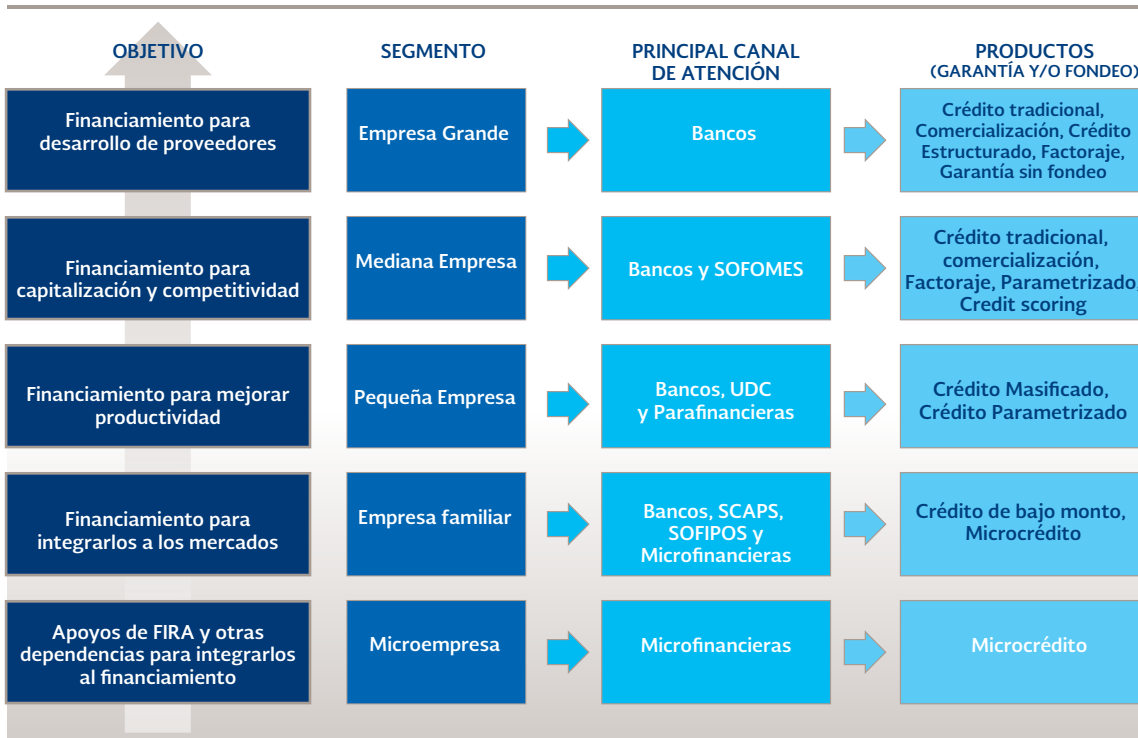 OBJETIVO
SEGMENTO
PRINCIPAL CANAL
DE ATENCIÓN
PRODUCTOS
(GARANTÍA Y/O FONDEO)
Financiamiento para
desarrollo de proveedores
Empresa Grande
Bancos
Crédito tradicional,
Comercialización, Crédito
Estructurado, Factoraje,
Garantía sin fondeo
Financiamiento para
capitalización y competitividad
Mediana Empresa
Bancos y SOFOMES
Crédito tradicional,
comercialización,
Factoraje, Parametrizado,
Credit scoring
Financiamiento para mejorar
productividad
Pequeña Empresa
Bancos, UDC
y Parafinancieras
Crédito Masificado,
Crédito Parametrizado
Financiamiento para
integrarlos a los mercados
Empresa familiar
Bancos, SCAPS,
SOFIPOS y
Microfinancieras
Crédito de bajo monto,
Microcrédito
Apoyos de FIRA y otras
dependencias para integrarlos
al financiamiento
Microempresa
Microfinancieras
Microcrédito